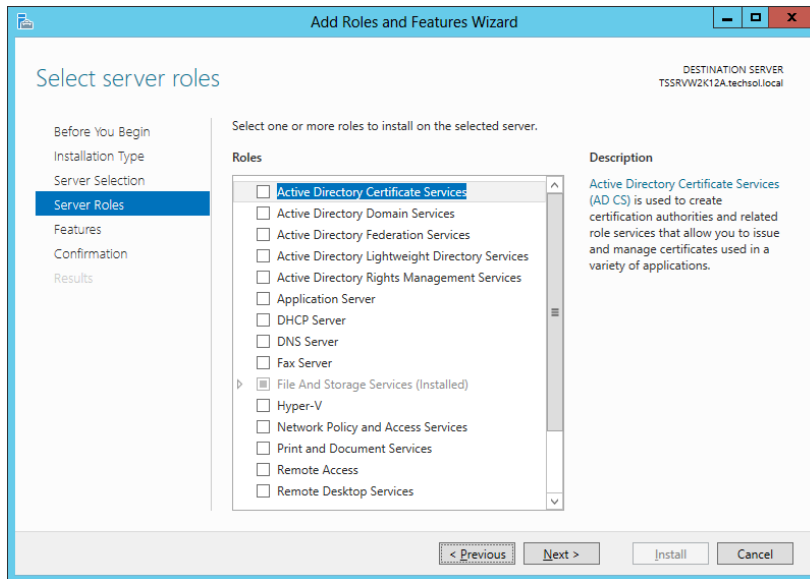 Add Roles and Features Wizard
Select server roles
DESTINATION SERVER
TSSRVW2K12A.techsol.local
Before You Begin
Installation Type
Server Selection
Server Roles
Features
Confirmation
Results
Select one or more roles to install on the selected server.
Roles
Active Directory Certificate Services
Active Directory Domain Services
Active Directory Federation Services
Active Directory Lightweight Directory Services
Active Directory Rights Management Services
Application Server
DHCP Server
DNS Server
Fax Server
File And Storage Services (Installed)
Hyper-V
Network Policy and Access Services
Print and Document Services
Remote Access
Remote Desktop Services
Description
Active Directory Certificate Services
(AD CS) is used to create
certification authorities and related
role services that allow you to issue
and manage certificates used in a
variety of applications.
< Previous
Next >
Install
Cancel